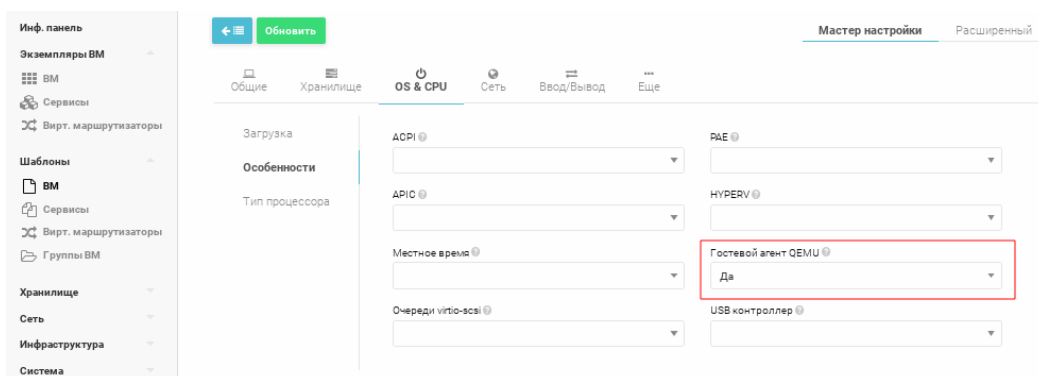 Инф. панель
Экземпляры ВМ
ВМ
Сервисы
Вирт. маршрутизаторы
Шаблоны
ВМ
Сервисы
Вирт. маршрутизаторы
Группы ВМ
Хранилище
Сеть
Инфраструктура
Система
Обновить
Мастер настройки Расширенный
Общие Хранилище OS & CPU Сеть Ввод/Вывод Еще
Загрузка
Особенности
Тип процессора
ACPI PAE
APIC HYPERV
Местное время Гостевой агент QEMU
Да
Очереди virtio-scsi USB контроллер